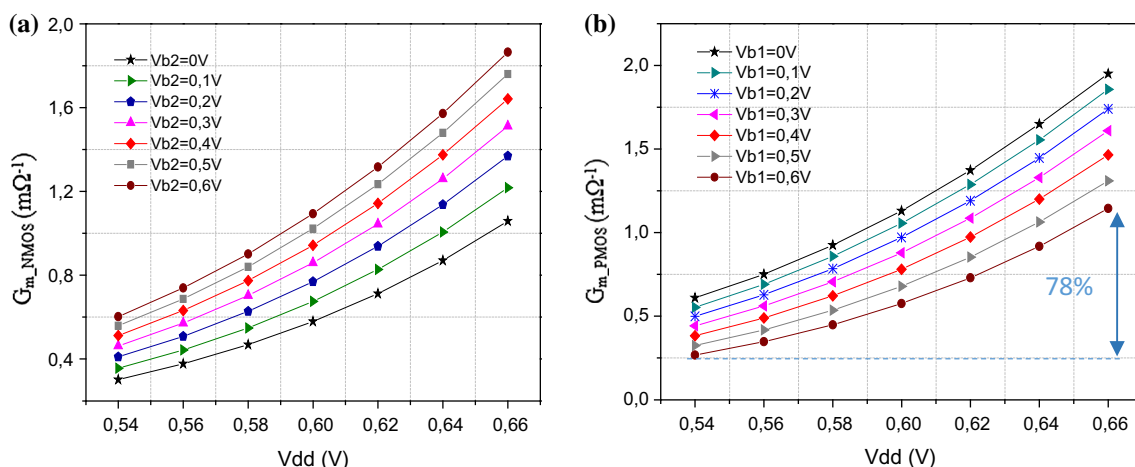 (a)
2,0
1,6
1,2
0,8
0,4
G_m_NMOS (mΩ-1)
Vb2=0V
Vb2=0,1V
Vb2=0,2V
Vb2=0,3V
Vb2=0,4V
Vb2=0,5V
Vb2=0,6V
0,54 0,56 0,58 0,60 0,62 0,64 0,66
Vdd (V)
(b)
2,0
1,5
1,0
0,5
0,0
G_m_PMOS (mΩ-1)
Vb1=0V
Vb1=0,1V
Vb1=0,2V
Vb1=0,3V
Vb1=0,4V
Vb1=0,5V
Vb1=0,6V
78%
0,54 0,56 0,58 0,60 0,62 0,64 0,66
Vdd (V)